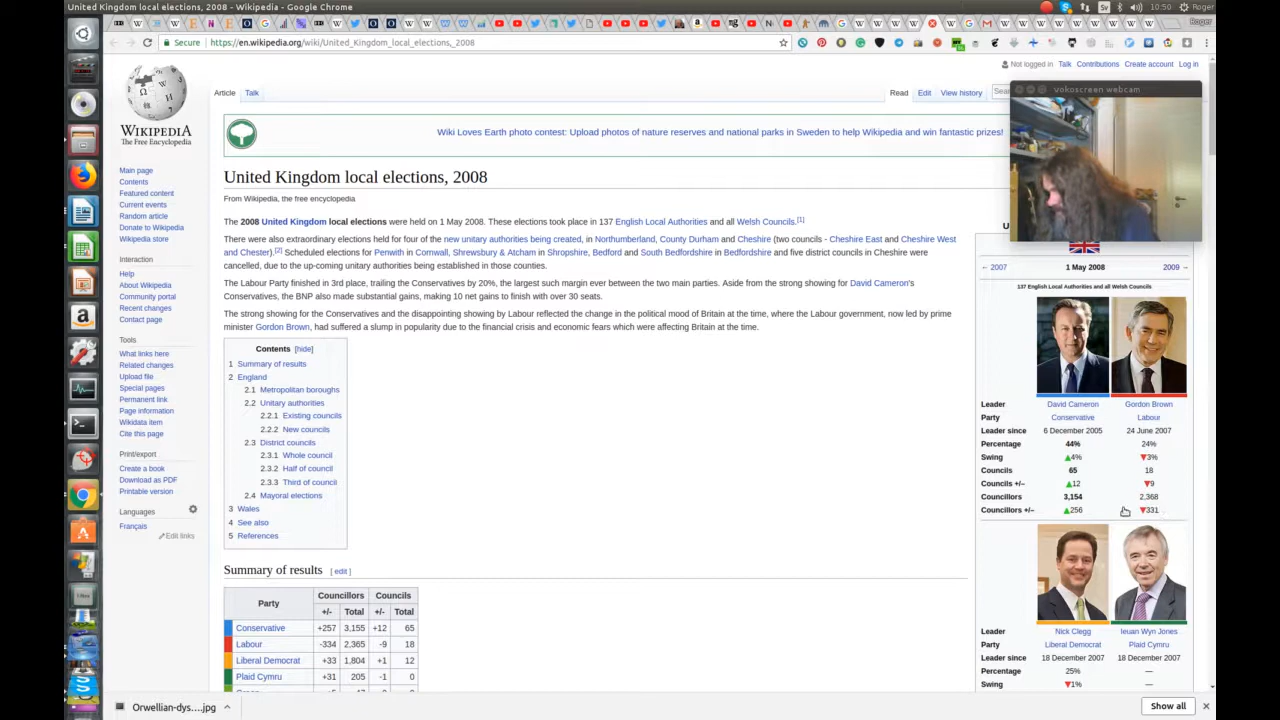 United Kingdom local elections, 2008 - Wikipedia - Google Chrome
Sv
10:50
Roger
Roger
Secure
https://en.wikipedia.org/wiki/United_Kingdom_local_elections,_2008
Not logged in Talk Contributions Create account Log in
Article Talk
Read Edit View history
vokoscreen webcam
WIKIPEDIA
The Free Encyclopedia
Main page
Contents
Featured content
Current events
Random article
Donate to Wikipedia
Wikipedia store
Interaction
Help
About Wikipedia
Community portal
Recent changes
Contact page
Tools
What links here
Related changes
Upload file
Special pages
Permanent link
Page information
Wikidata item
Cite this page
Print/export
Create a book
Download as PDF
Printable version
Languages
Français
Edit links
Wiki Loves Earth photo contest: Upload photos of nature reserves and national parks in Sweden to help Wikipedia and win fantastic prizes!
United Kingdom local elections, 2008
From Wikipedia, the free encyclopedia
The 2008 United Kingdom local elections were held on 1 May 2008. These elections took place in 137 English Local Authorities and all Welsh Councils.[1]
There were also extraordinary elections held for four of the new unitary authorities being created, in Northumberland, County Durham and Cheshire (two councils - Cheshire East and Cheshire West
and Chester).[2] Scheduled elections for Penwith in Cornwall, Shrewsbury & Atcham in Shropshire, Bedford and South Bedfordshire in Bedfordshire and five district councils in Cheshire were
cancelled, due to the upcoming unitary authorities being established in those counties.
The Labour Party finished in 3rd place, trailing the Conservatives by 20%, the largest such margin ever between the two main parties. Aside from the strong showing for David Cameron's
Conservatives, the BNP also made substantial gains, making 10 net gains to finish with over 30 seats.
The strong showing for the Conservatives and the disappointing showing by Labour reflected the change in the political mood of Britain at the time, where the Labour government, now led by prime
minister Gordon Brown, had suffered a slump in popularity due to the financial crisis and economic fears which were affecting Britain at the time.
Contents [hide]
1 Summary of results
2 England
2.1 Metropolitan boroughs
2.2 Unitary authorities
2.2.1 Existing councils
2.2.2 New councils
2.3 District councils
2.3.1 Whole council
2.3.2 Half of council
2.3.3 Third of council
2.4 Mayoral elections
3 Wales
4 See also
5 References
Summary of results [ edit ]
Party Councillors Councils
+/- Total +/- Total
Conservative +257 3,155 +12 65
Labour -334 2,365 -9 18
Liberal Democrat +33 1,804 +1 12
Plaid Cymru +31 205 -1 0
← 2007 1 May 2008 2009 →
137 English Local Authorities and all Welsh Councils
Leader David Cameron Gordon Brown
Party Conservative Labour
Leader since 6 December 2005 24 June 2007
Percentage 44% 24%
Swing ▲4% ▼3%
Councils 65 18
Councils +/– ▲12 ▼9
Councillors 3,154 2,368
Councillors +/– ▲256 ▼331
Leader Nick Clegg Ieuan Wyn Jones
Party Liberal Democrat Plaid Cymru
Leader since 18 December 2007 18 December 2007
Percentage 25% —
Swing ▼1% —
Orwellian-dys....jpg
Show all